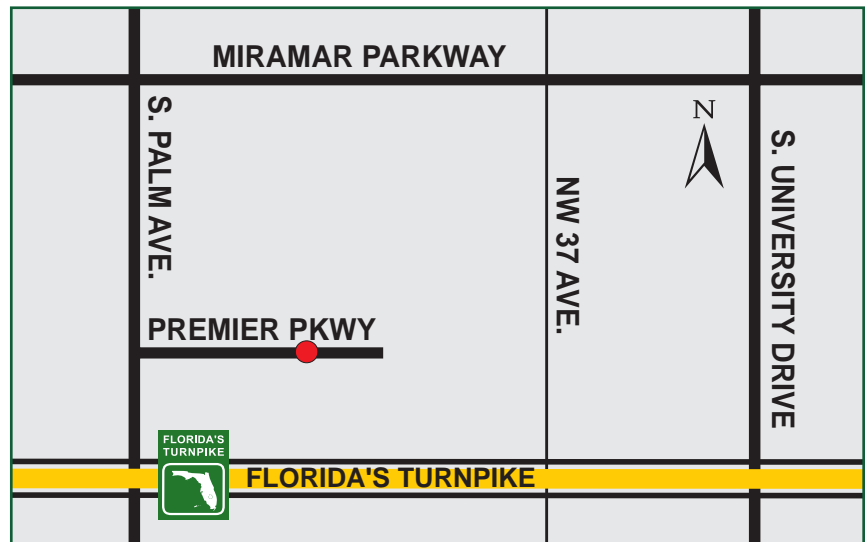 MIRAMAR PARKWAY
S. PALM AVE.
N
NW 37 AVE.
S. UNIVERSITY DRIVE
PREMIER PKWY
FLORIDA'S
TURNPIKE
FLORIDA'S TURNPIKE